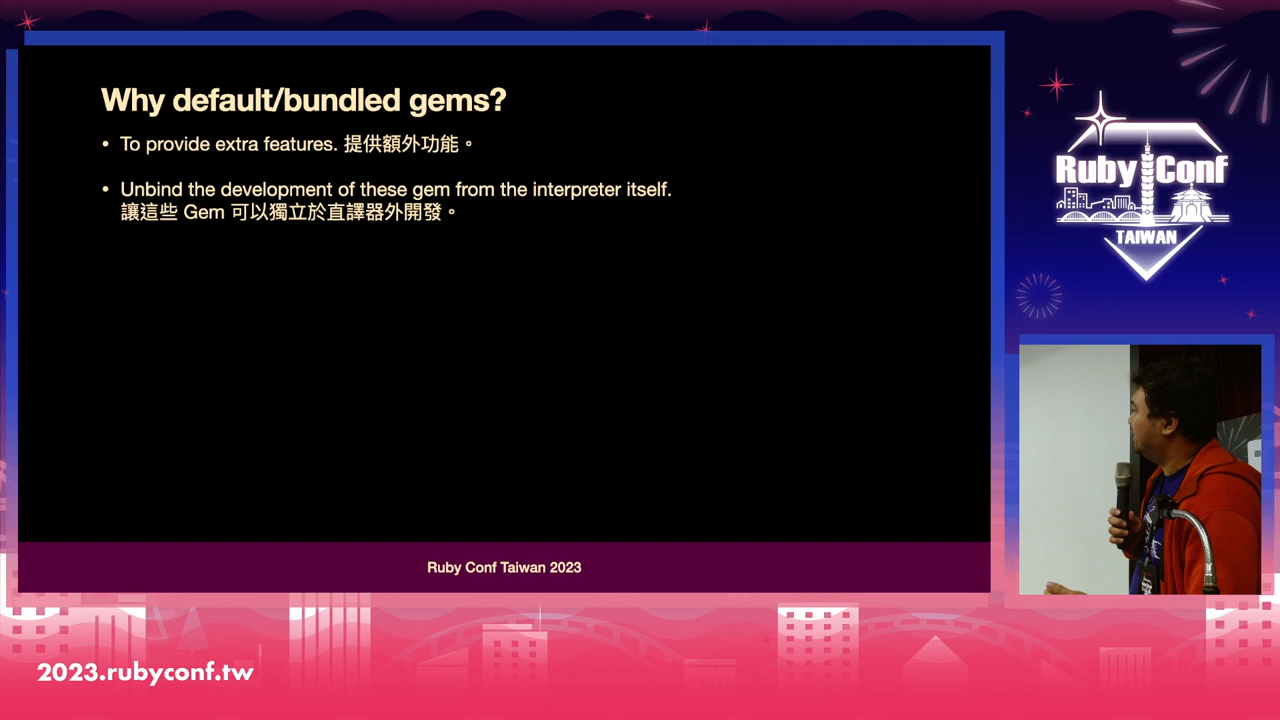 Why default/bundled gems?
• To provide extra features. 提供額外功能。
• Unbind the development of these gem from the interpreter itself.
讓這些 Gem 可以獨立於直譯器外開發。
Ruby Conf Taiwan 2023
Ruby Conf
TAIWAN
2023.rubyconf.tw